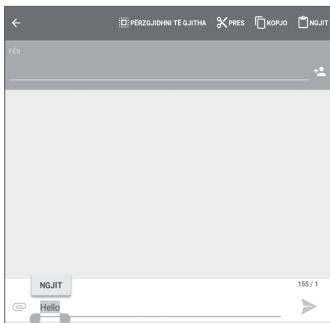 PËRZGJIDHNI TË GJITHA PRES KOPJO NGJIT
PËR
NGJIT
155 / 1
Hello